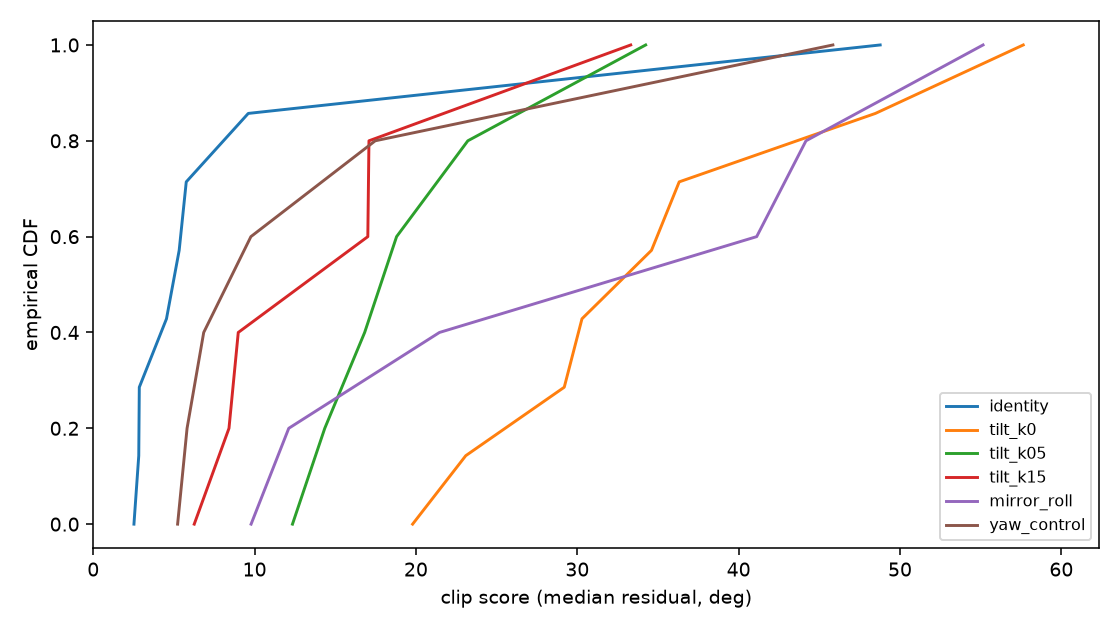 empirical CDF
1.0
0.8
0.6
0.4
0.2
0.0
0 10 20 30 40 50 60
clip score (median residual, deg)
identity
tilt_k0
tilt_k05
tilt_k15
mirror_roll
yaw_control